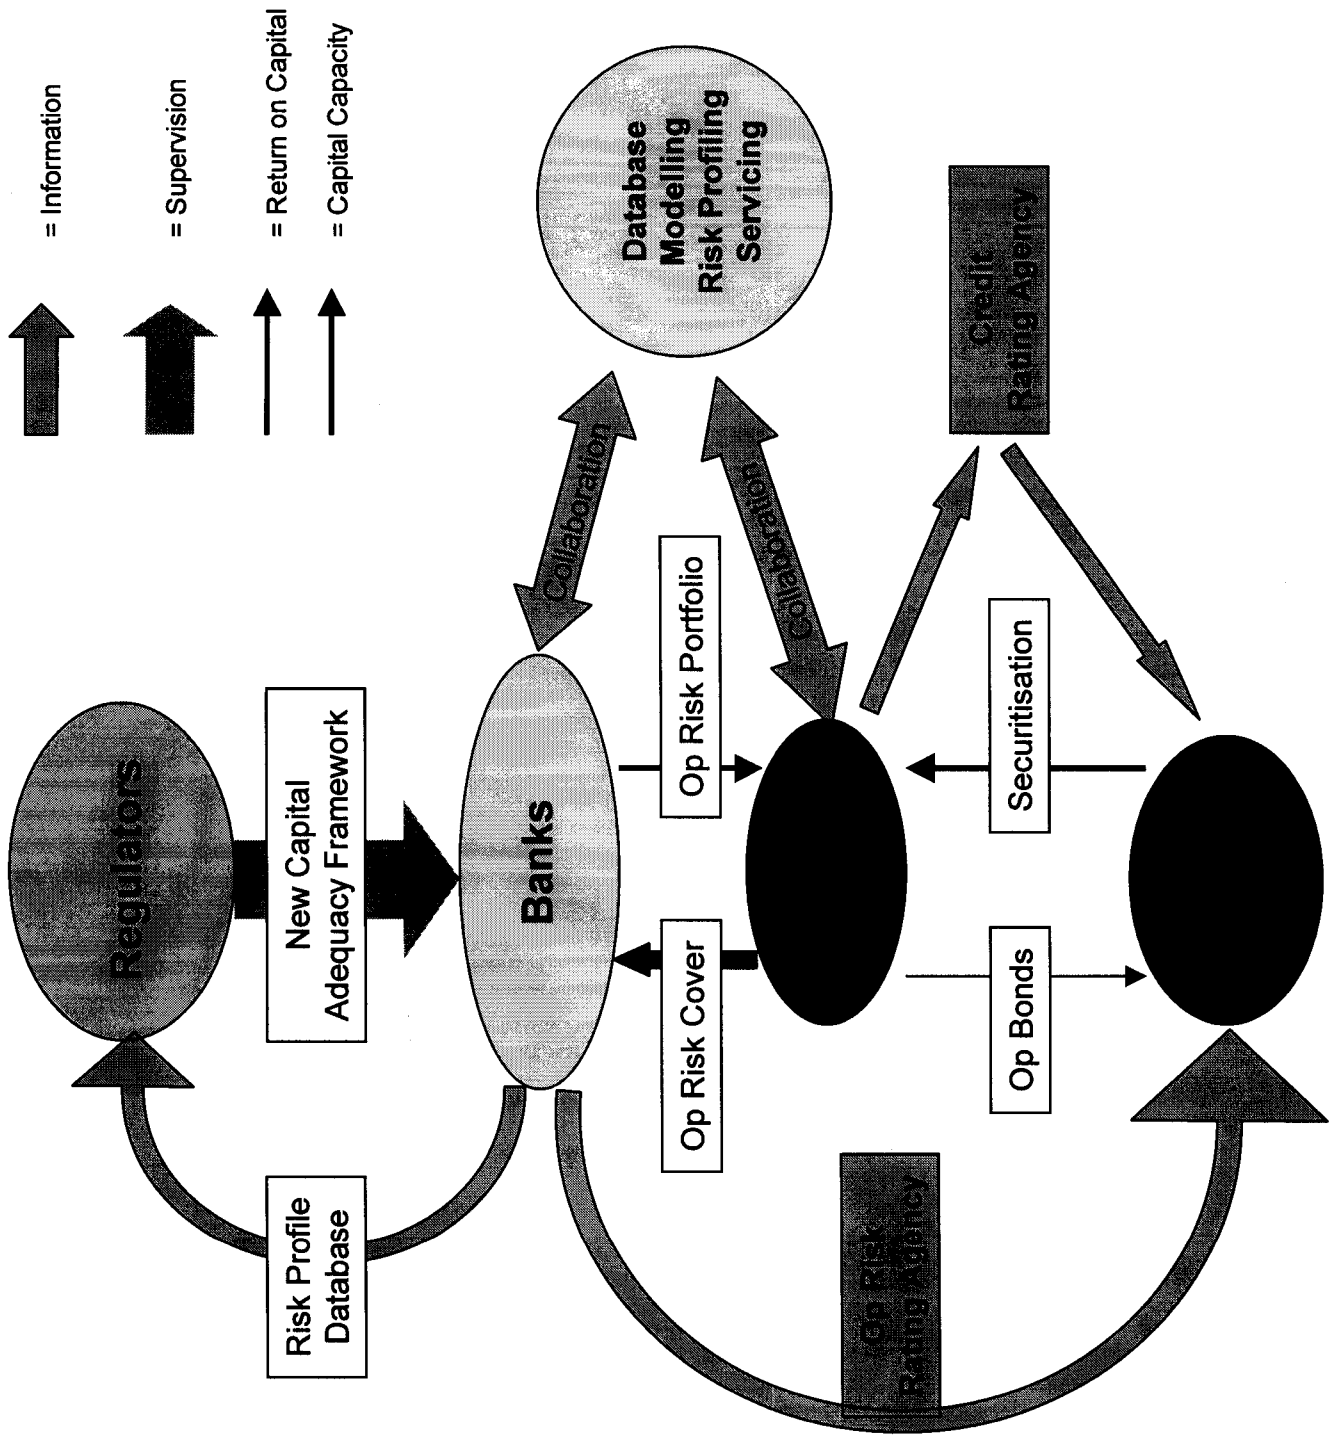 = Information
= Supervision
= Return on Capital
= Capital Capacity
Regulators
New Capital
Adequacy Framework
Risk Profile
Database
Banks
Collaboration
Database
Modelling
Risk Profiling
Servicing
Op Risk Cover
Op Risk Portfolio
Collaboration
Op Risk
Rating Agency
Credit
Rating Agency
Op Bonds
Securitisation